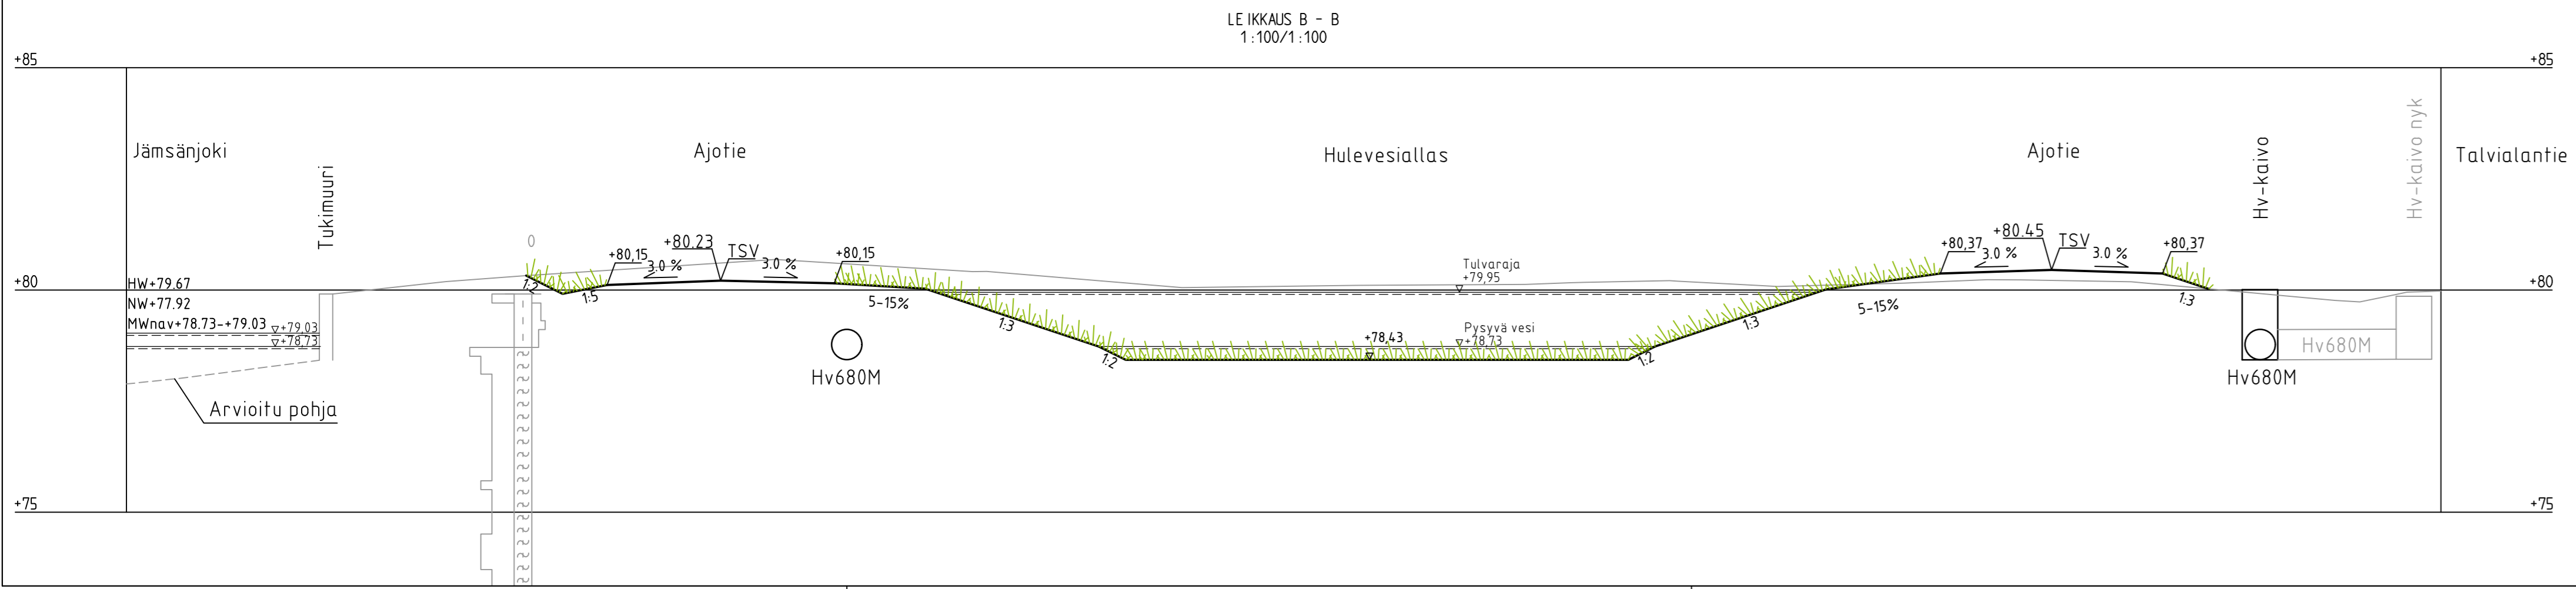 LEIKKAUS B - B
1:100/1:100
+85
+85
Jämsänjoki
Tukimuuri
Ajotie
Hulevesiallas
Ajotie
Hv-kaivo
Hv-kaivo nyk
Talvialantie
0
+80,15
3.0 %
+80.23
TSV
3.0 %
+80,15
+80,37
3.0 %
+80.45
TSV
3.0 %
+80,37
Tulvaraja
+79,95
+80
+80
HW+79.67
NW+77.92
MWnav+78.73-+79.03
+79,03
+78,73
1:2
1:5
5-15%
1:3
1:2
+78,43
Pysyvä vesi
+78,73
1:2
1:3
5-15%
1:3
Hv680M
Hv680M
Hv680M
Arvioitu pohja
+75
+75